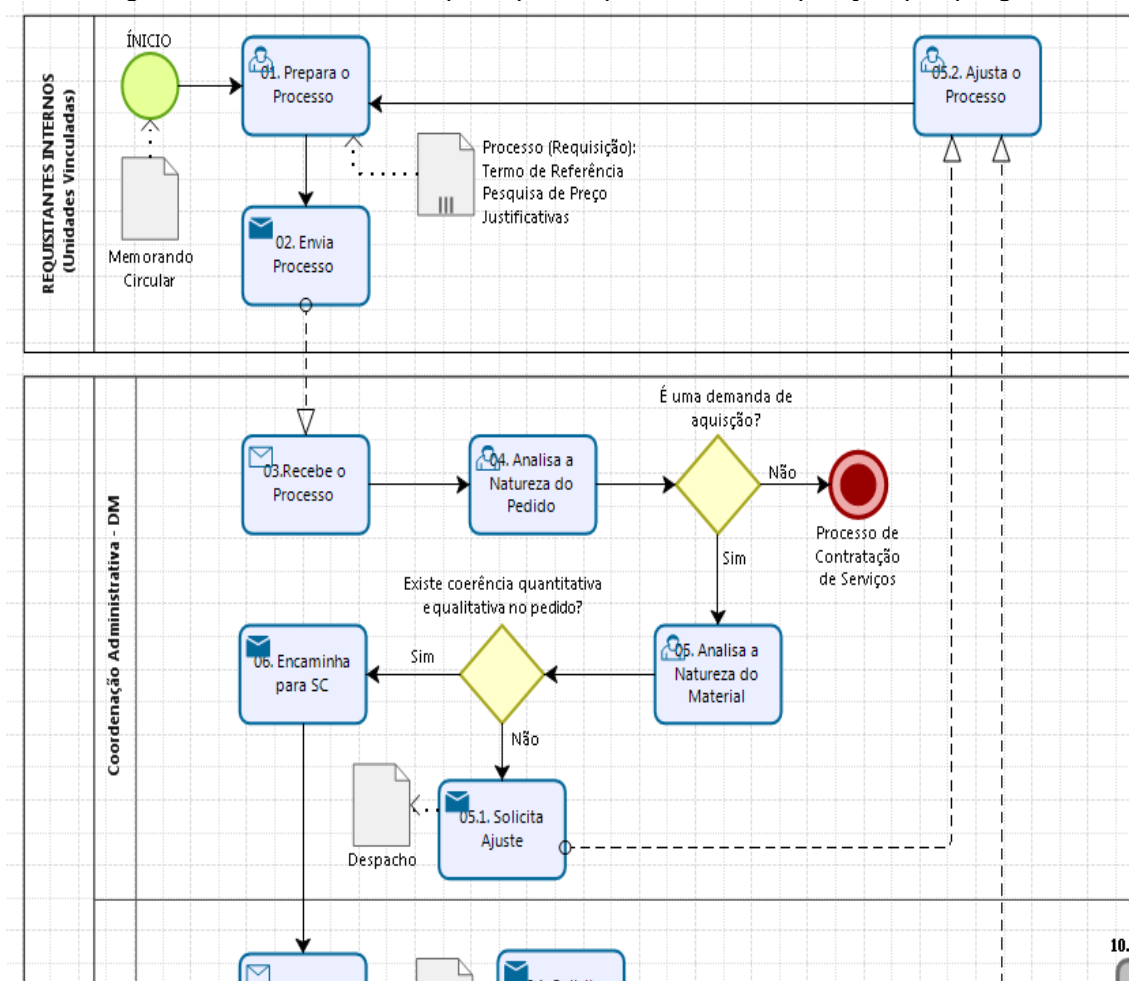 REQUISITANTES INTERNOS
(Unidades Vinculadas)
ÍNICIO
01. Prepara o
Processo
05.2. Ajusta o
Processo
Processo (Requisição):
Termo de Referência
Pesquisa de Preço
Justificativas
02. Envia
Processo
Memorando
Circular
Coordenação Administrativa - DM
É uma demanda de
aquisção?
03.Recebe o
Processo
04. Analisa a
Natureza do
Pedido
Não
Processo de
Contratação
de Serviços
Sim
Existe coerência quantitativa
e qualitativa no pedido?
06. Encaminha
para SC
Sim
05. Analisa a
Natureza do
Material
Não
05.1. Solicita
Ajuste
Despacho
10.